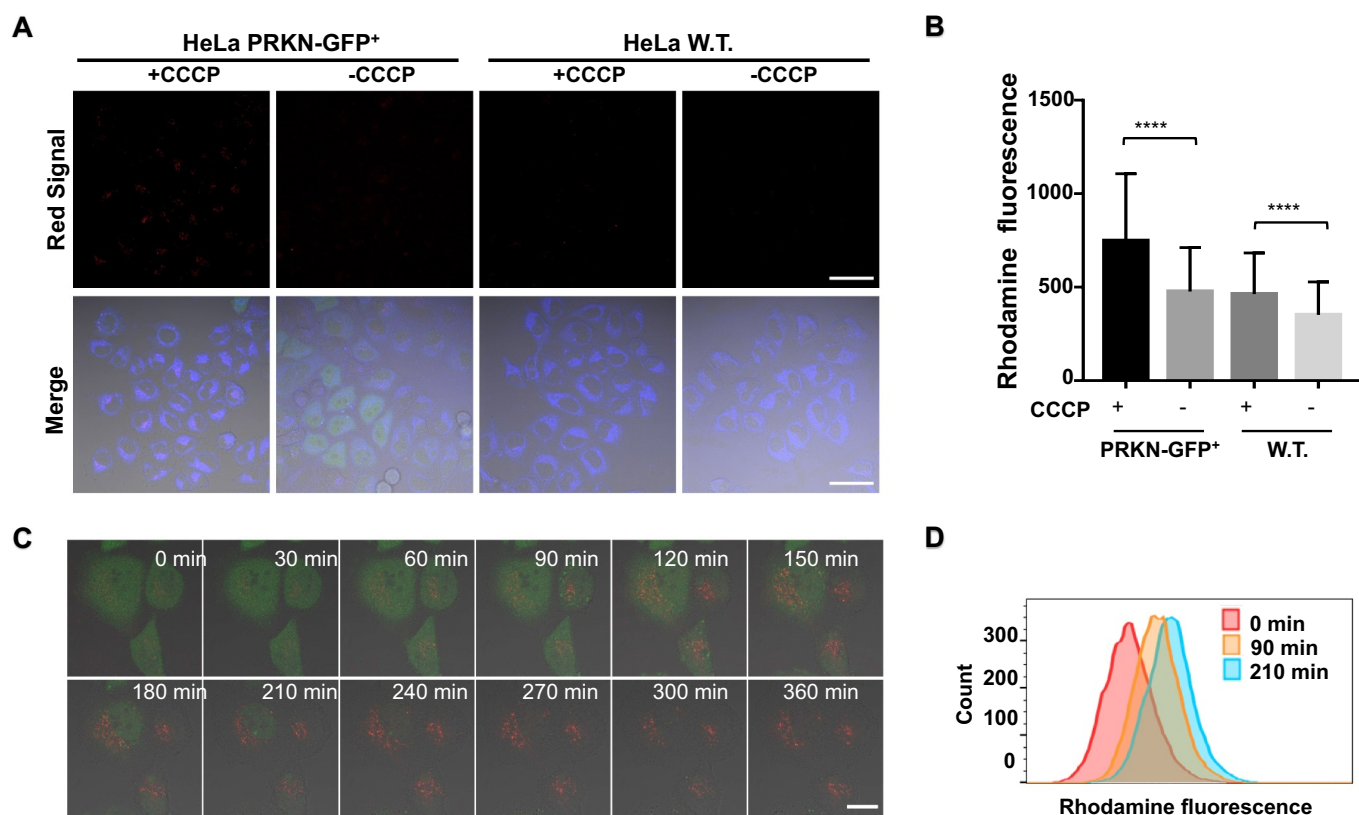 A
HeLa PRKN-GFP+
HeLa W.T.
+CCCP
-CCCP
+CCCP
-CCCP
Red Signal
Merge
B
Rhodamine fluorescence
1500
1000
500
0
****
****
CCCP
+
-
+
-
PRKN-GFP+
W.T.
C
0 min
30 min
60 min
90 min
120 min
150 min
180 min
210 min
240 min
270 min
300 min
360 min
D
Count
300
200
100
0
0 min
90 min
210 min
Rhodamine fluorescence